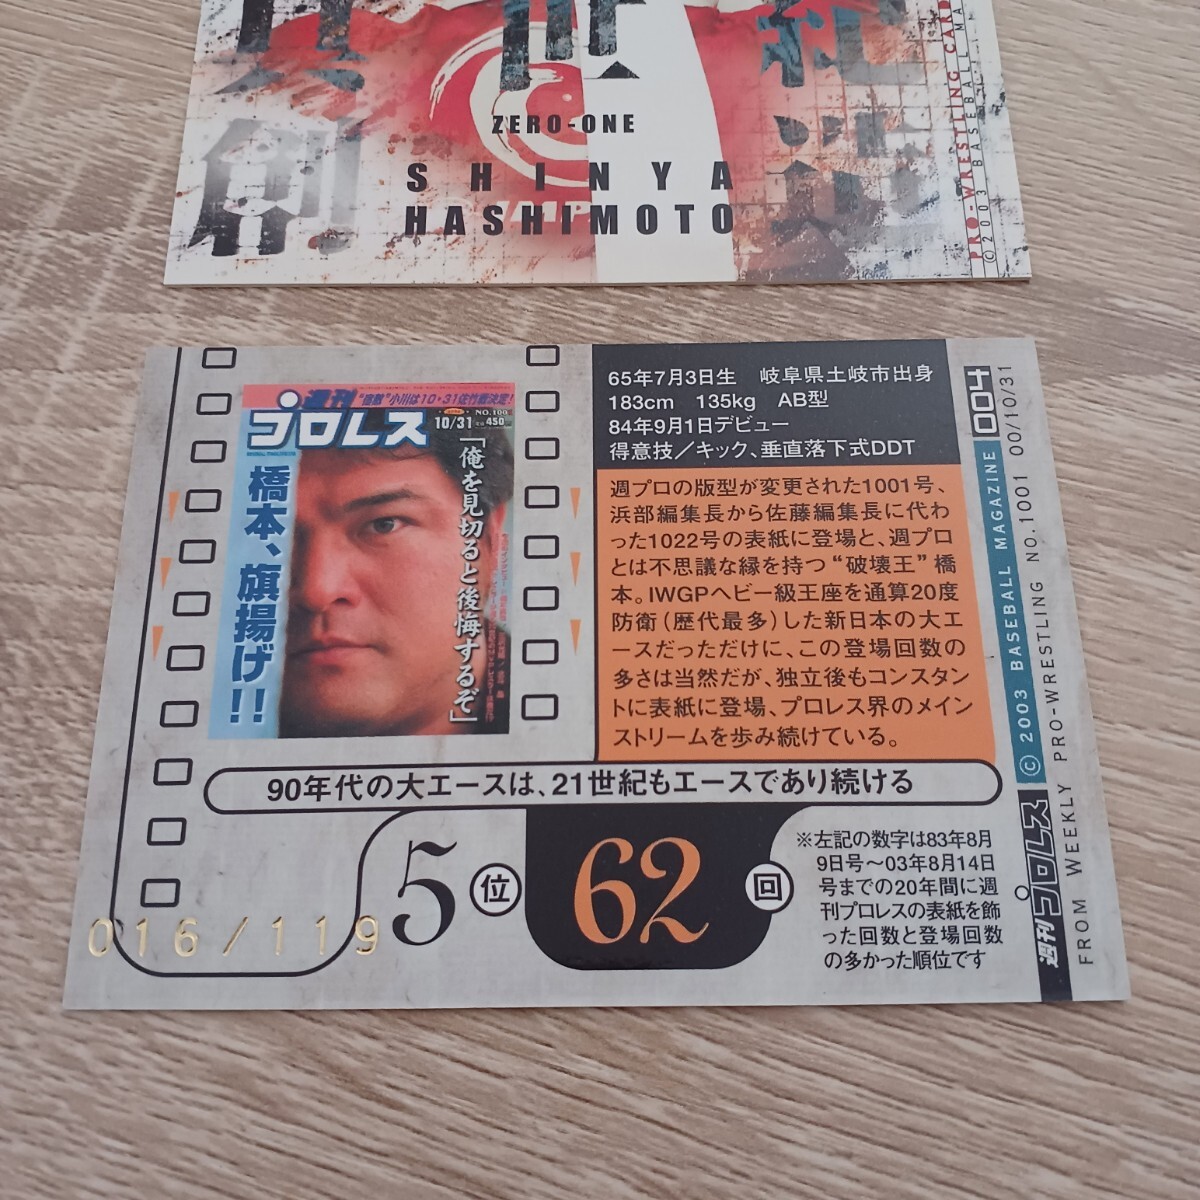 真 世 紀
創 造
ZERO-ONE
SHINYA
HASHIMOTO
PRO-WRESTLING CARD
©2003 BASEBALL MA
週刊
プロレス
10・31佐竹戦決定!
10/31
450
橋本、旗揚げ!!
「俺を見切ると後悔するぞ」
65年7月3日生 岐阜県土岐市出身
183cm 135kg AB型
84年9月1日デビュー
得意技／キック、垂直落下式DDT
週プロの版型が変更された1001号、
浜部編集長から佐藤編集長に代わ
った1022号の表紙に登場と、週プロ
とは不思議な縁を持つ“破壊王”橋
本。IWGPヘビー級王座を通算20度
防衛（歴代最多）した新日本の大エ
ースだっただけに、この登場回数の
多さは当然だが、独立後もコンスタン
トに表紙に登場、プロレス界のメイン
ストリームを歩み続けている。
90年代の大エースは、21世紀もエースであり続ける
5位
62回
※左記の数字は83年8月
9日号〜03年8月14日
号までの20年間に週
刊プロレスの表紙を飾
った回数と登場回数
の多かった順位です
016/119
004
週刊プロレス © 2003 BASEBALL MAGAZINE
FROM WEEKLY PRO-WRESTLING NO.1001 00/10/31